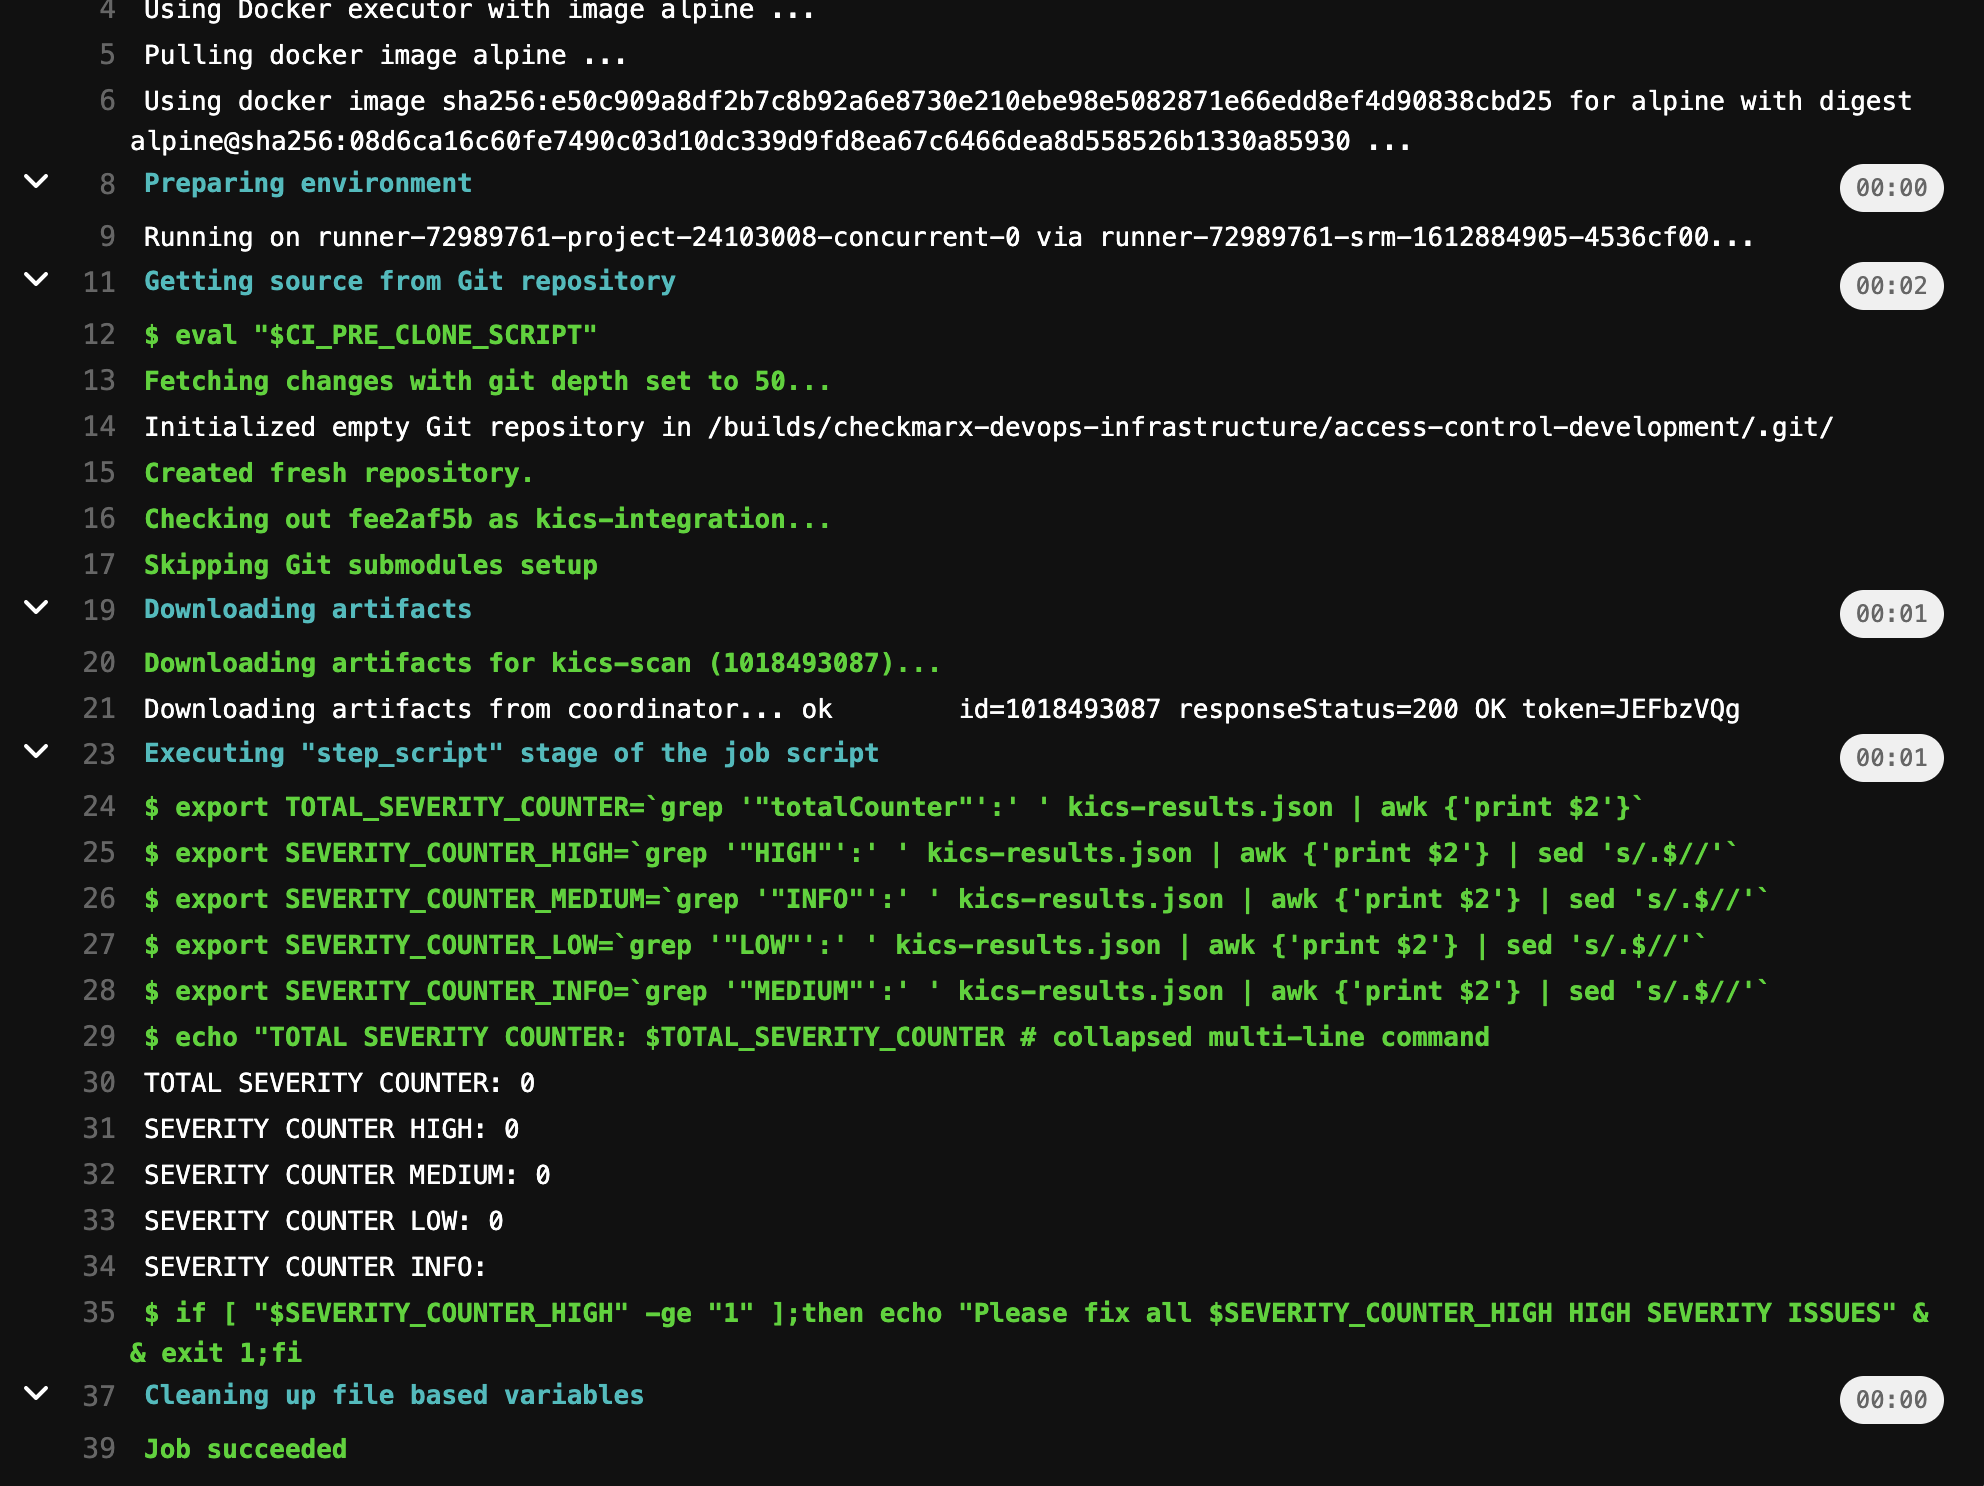 4 Using Docker executor with image alpine ...
5 Pulling docker image alpine ...
6 Using docker image sha256:e50c909a8df2b7c8b92a6e8730e210ebe98e5082871e66edd8ef4d90838cbd25 for alpine with digest
alpine@sha256:08d6ca16c60fe7490c03d10dc339d9fd8ea67c6466dea8d558526b1330a85930 ...
8 Preparing environment 00:00
9 Running on runner-72989761-project-24103008-concurrent-0 via runner-72989761-srm-1612884905-4536cf00...
11 Getting source from Git repository 00:02
12 $ eval "$CI_PRE_CLONE_SCRIPT"
13 Fetching changes with git depth set to 50...
14 Initialized empty Git repository in /builds/checkmarx-devops-infrastructure/access-control-development/.git/
15 Created fresh repository.
16 Checking out fee2af5b as kics-integration...
17 Skipping Git submodules setup
19 Downloading artifacts 00:01
20 Downloading artifacts for kics-scan (1018493087)...
21 Downloading artifacts from coordinator... ok        id=1018493087 responseStatus=200 OK token=JEFbzVQg
23 Executing "step_script" stage of the job script 00:01
24 $ export TOTAL_SEVERITY_COUNTER=`grep '"totalCounter"':' ' kics-results.json | awk {'print $2'}`
25 $ export SEVERITY_COUNTER_HIGH=`grep '"HIGH"':' ' kics-results.json | awk {'print $2'} | sed 's/.$//'`
26 $ export SEVERITY_COUNTER_MEDIUM=`grep '"INFO"':' ' kics-results.json | awk {'print $2'} | sed 's/.$//'`
27 $ export SEVERITY_COUNTER_LOW=`grep '"LOW"':' ' kics-results.json | awk {'print $2'} | sed 's/.$//'`
28 $ export SEVERITY_COUNTER_INFO=`grep '"MEDIUM"':' ' kics-results.json | awk {'print $2'} | sed 's/.$//'`
29 $ echo "TOTAL SEVERITY COUNTER: $TOTAL_SEVERITY_COUNTER # collapsed multi-line command
30 TOTAL SEVERITY COUNTER: 0
31 SEVERITY COUNTER HIGH: 0
32 SEVERITY COUNTER MEDIUM: 0
33 SEVERITY COUNTER LOW: 0
34 SEVERITY COUNTER INFO:
35 $ if [ "$SEVERITY_COUNTER_HIGH" -ge "1" ];then echo "Please fix all $SEVERITY_COUNTER_HIGH HIGH SEVERITY ISSUES" &
& exit 1;fi
37 Cleaning up file based variables 00:00
39 Job succeeded